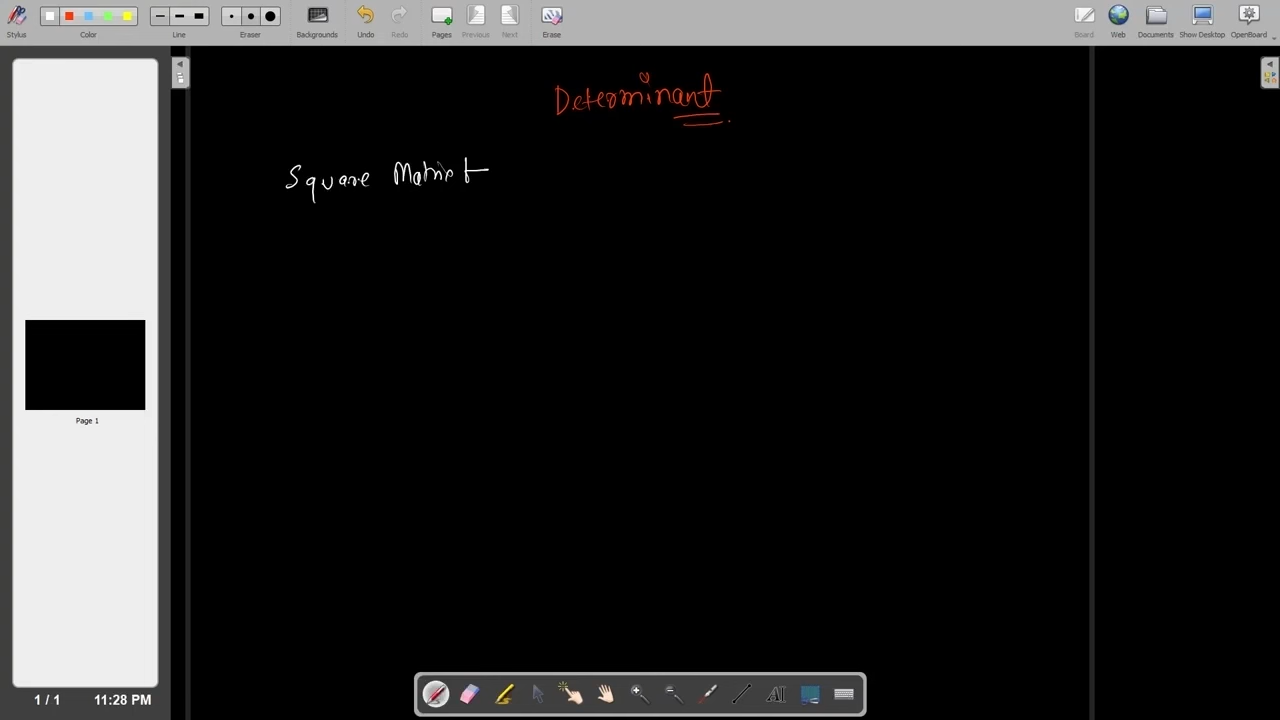 Stylus Color Line Eraser Backgrounds Undo Redo Pages Previous Next Erase Board Web Documents Show Desktop OpenBoard
Determinant
Square Matrix
Page 1
1 / 1 11:28 PM
AI